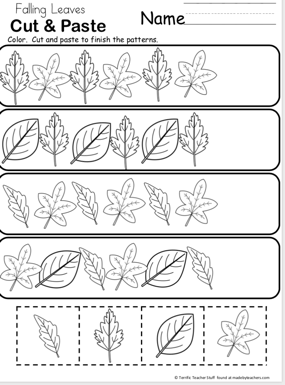 Falling Leaves
Cut & Paste
Name
Color. Cut and paste to finish the patterns.
© Terrific Teacher Stuff found at madebyteachers.com